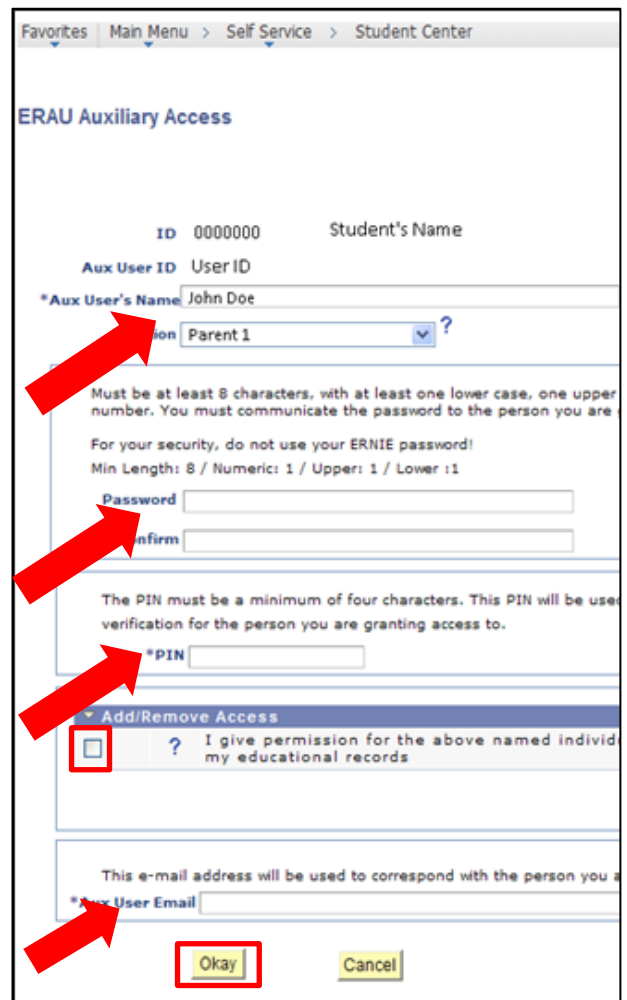 Favorites Main Menu > Self Service > Student Center
ERAU Auxiliary Access
ID 0000000 Student's Name
Aux User ID User ID
*Aux User's Name John Doe
Parent 1 ?
Must be at least 8 characters, with at least one lower case, one upper
number. You must communicate the password to the person you are
For your security, do not use your ERNIE password!
Min Length: 8 / Numeric: 1 / Upper: 1 / Lower :1
Password
The PIN must be a minimum of four characters. This PIN will be used
verification for the person you are granting access to.
*PIN
Add/Remove Access
? I give permission for the above named
my educational records
This e-mail address will be used to correspond with the person you
*Aux User Email
Okay Cancel